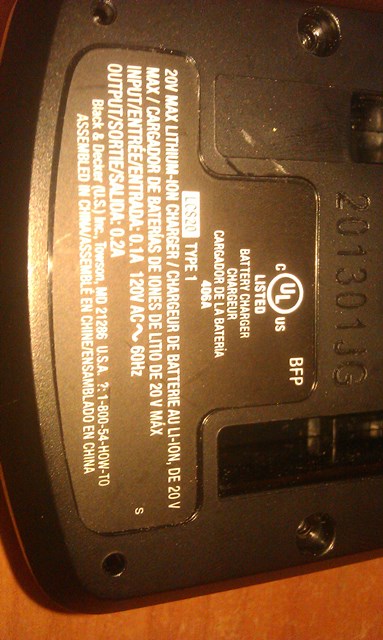 201301JG
BFP
C UL US
LISTED
BATTERY CHARGER
CHARGEUR
CARGADOR DE LA BATERÍA
406A
LCS20 TYPE 1
20V MAX LITHIUM-ION CHARGER / CHARGEUR DE BATTERIE AU LI-ION, DE 20 V
MAX / CARGADOR DE BATERÍAS DE IONES DE LITIO DE 20 V MÁX
INPUT/ENTRÉE/ENTRADA: 0.1A 120V AC ~ 60Hz
OUTPUT/SORTIE/SALIDA: 0.2A
S
Black & Decker (U.S.) Inc., Towson, MD 21286 U.S.A. ?:1-800-54-HOW-TO
ASSEMBLED IN CHINA/ASSEMBLÉ EN CHINE/ENSAMBLADO EN CHINA